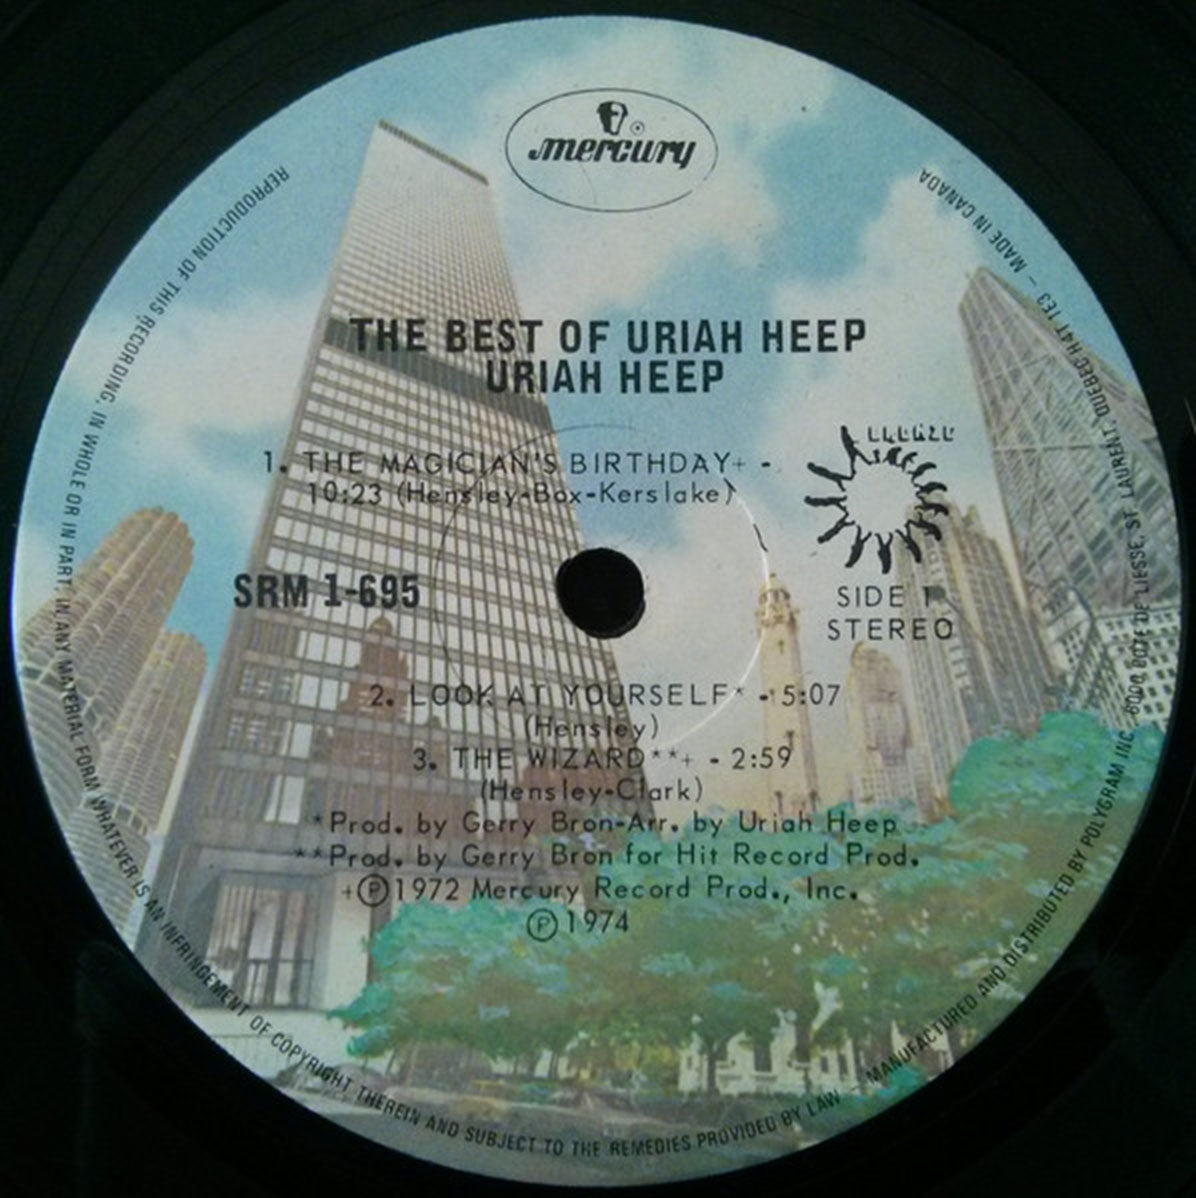 mercury
THE BEST OF URIAH HEEP
URIAH HEEP
1. THE MAGICIAN'S BIRTHDAY+ -
10:23 (Hensley-Box-Kerslake)
BRONZE
SRM 1-695
SIDE 1
STEREO
2. LOOK AT YOURSELF* - 5:07
(Hensley)
3. THE WIZARD**+ - 2:59
(Hensley-Clark)
*Prod. by Gerry Bron-Arr. by Uriah Heep
**Prod. by Gerry Bron for Hit Record Prod.
+Ⓟ1972 Mercury Record Prod., Inc.
Ⓟ1974
REPRODUCTION OF THIS RECORDING, IN WHOLE OR IN PART, IN ANY MATERIAL FORM WHATEVER IS AN INFRINGEMENT OF COPYRIGHT THEREIN AND SUBJECT TO THE REMEDIES PROVIDED BY LAW – MANUFACTURED AND DISTRIBUTED BY POLYGRAM INC. 6000 COTE DE LIESSE, ST LAURENT, QUEBEC H4T 1E3 – MADE IN CANADA